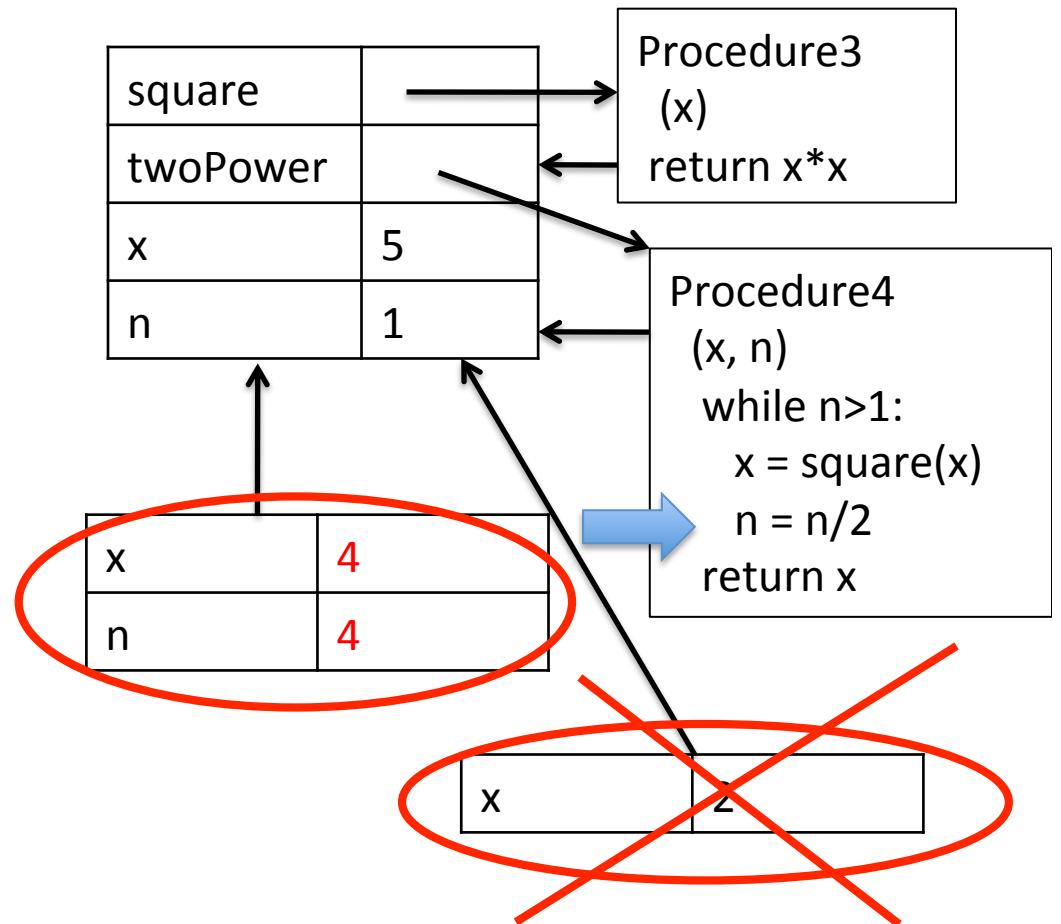 square
twoPower
x 5
n 1
Procedure3
(x)
return x*x
Procedure4
(x, n)
while n>1:
x = square(x)
n = n/2
return x
x 4
n 4
x 2